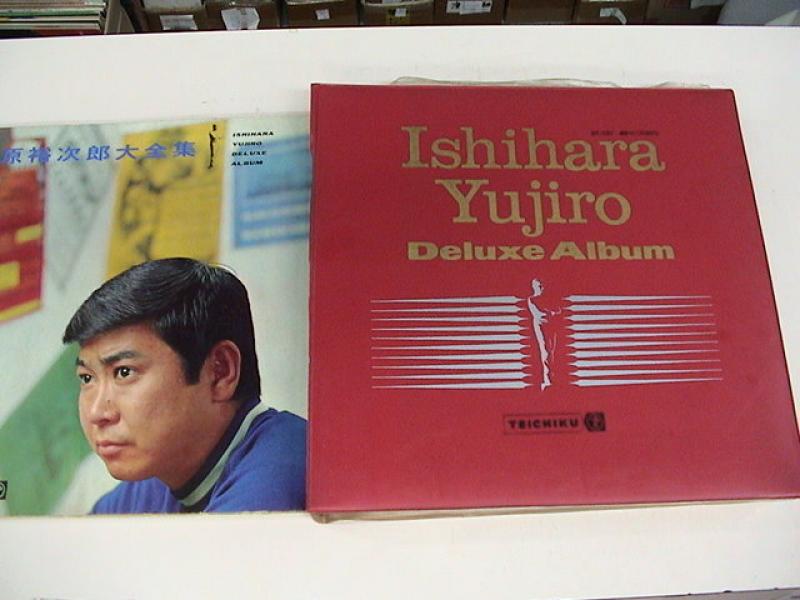 原裕次郎大全集
ISHIHARA
YUJIRO
DELUXE
ALBUM
Ishihara
Yujiro
Deluxe Album
TEICHIKU